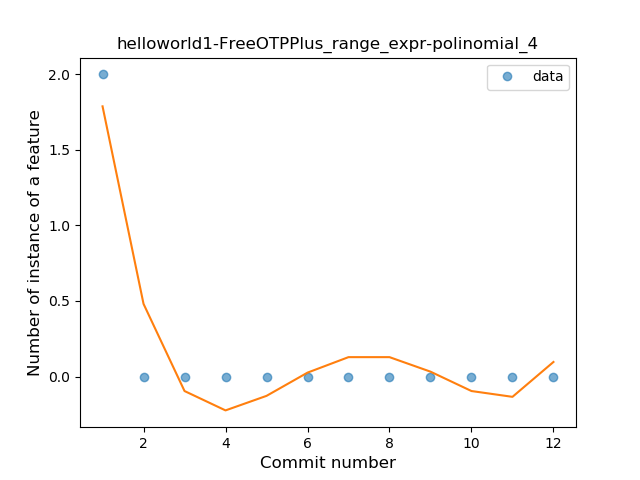 helloworld1-FreeOTPPlus_range_expr-polinomial_4
data
Number of instance of a feature
2.0
1.5
1.0
0.5
0.0
2
4
6
8
10
12
Commit number